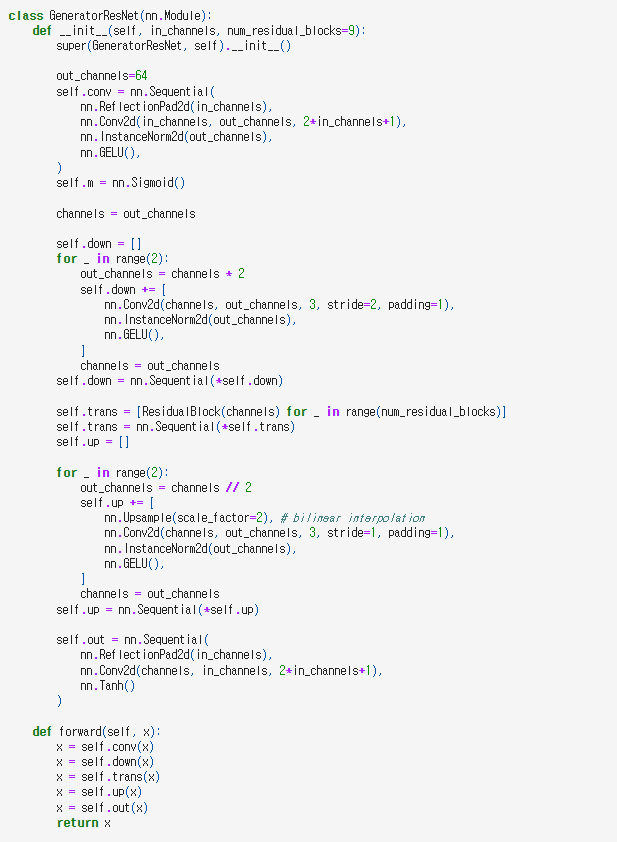 class GeneratorResNet(nn.Module):
    def __init__(self, in_channels, num_residual_blocks=9):
        super(GeneratorResNet, self).__init__()

        out_channels=64
        self.conv = nn.Sequential(
            nn.ReflectionPad2d(in_channels),
            nn.Conv2d(in_channels, out_channels, 2*in_channels+1),
            nn.InstanceNorm2d(out_channels),
            nn.GELU(),
        )
        self.m = nn.Sigmoid()

        channels = out_channels

        self.down = []
        for _ in range(2):
            out_channels = channels * 2
            self.down += [
                nn.Conv2d(channels, out_channels, 3, stride=2, padding=1),
                nn.InstanceNorm2d(out_channels),
                nn.GELU(),
            ]
            channels = out_channels
        self.down = nn.Sequential(*self.down)

        self.trans = [ResidualBlock(channels) for _ in range(num_residual_blocks)]
        self.trans = nn.Sequential(*self.trans)
        self.up = []

        for _ in range(2):
            out_channels = channels // 2
            self.up += [
                nn.Upsample(scale_factor=2), # bilinear interpolation
                nn.Conv2d(channels, out_channels, 3, stride=1, padding=1),
                nn.InstanceNorm2d(out_channels),
                nn.GELU(),
            ]
            channels = out_channels
        self.up = nn.Sequential(*self.up)

        self.out = nn.Sequential(
            nn.ReflectionPad2d(in_channels),
            nn.Conv2d(channels, in_channels, 2*in_channels+1),
            nn.Tanh()
        )

    def forward(self, x):
        x = self.conv(x)
        x = self.down(x)
        x = self.trans(x)
        x = self.up(x)
        x = self.out(x)
        return x